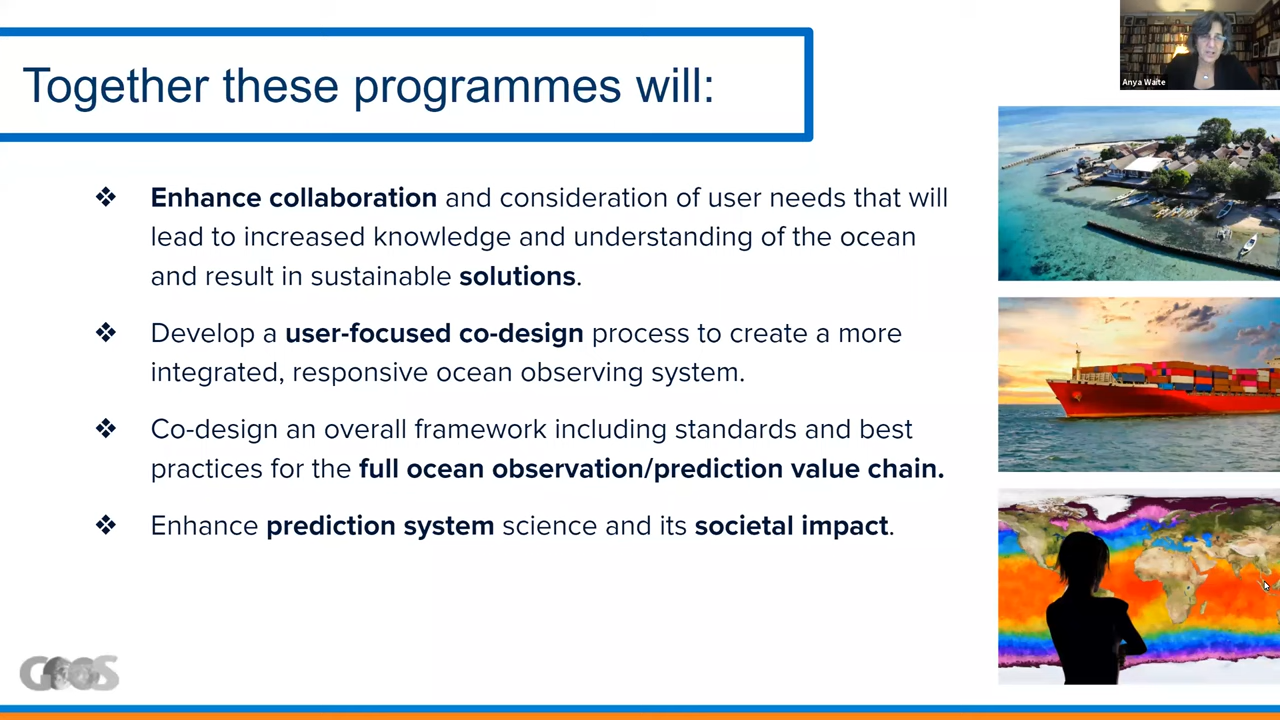 Together these programmes will:
Anya Waite
❖ Enhance collaboration and consideration of user needs that will
lead to increased knowledge and understanding of the ocean
and result in sustainable solutions.
❖ Develop a user-focused co-design process to create a more
integrated, responsive ocean observing system.
❖ Co-design an overall framework including standards and best
practices for the full ocean observation/prediction value chain.
❖ Enhance prediction system science and its societal impact.
GOOS